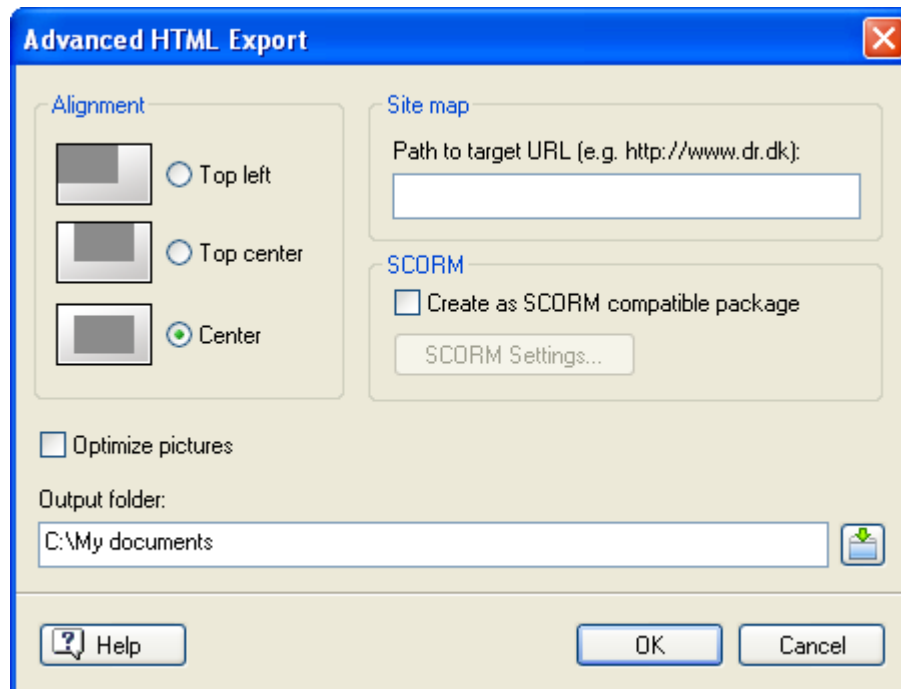 Advanced HTML Export
Alignment
Top left
Top center
Center
Site map
Path to target URL (e.g. http://www.dr.dk):
SCORM
Create as SCORM compatible package
SCORM Settings...
Optimize pictures
Output folder:
C:\My documents
Help
OK
Cancel